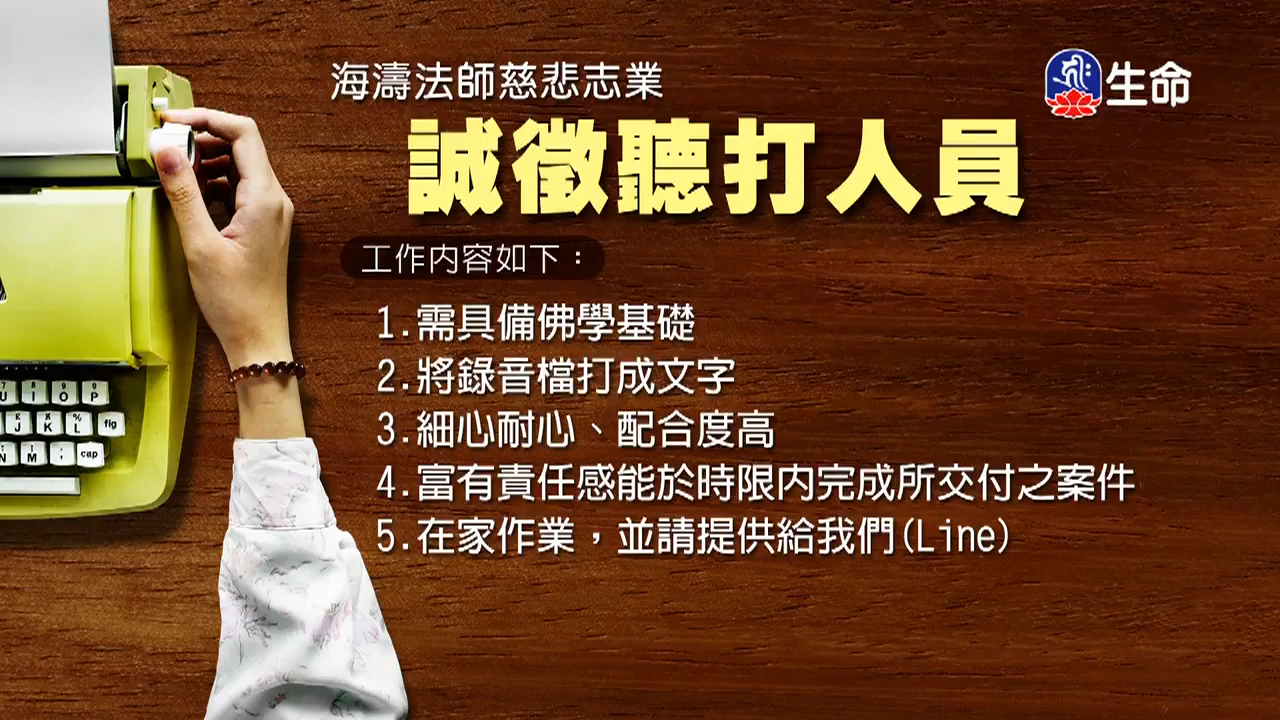 海濤法師慈悲志業
生命
誠徵聽打人員
工作內容如下：
1.需具備佛學基礎
2.將錄音檔打成文字
3.細心耐心、配合度高
4.富有責任感能於時限內完成所交付之案件
5.在家作業，並請提供給我們(Line)
U I O P
J K L fig
N M cap